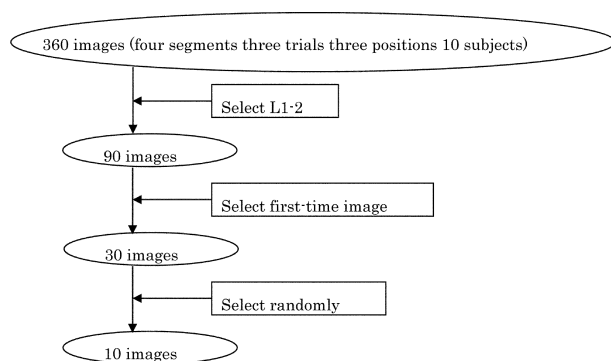 360 images (four segments three trials three positions 10 subjects)
Select L1-2
90 images
Select first-time image
30 images
Select randomly
10 images